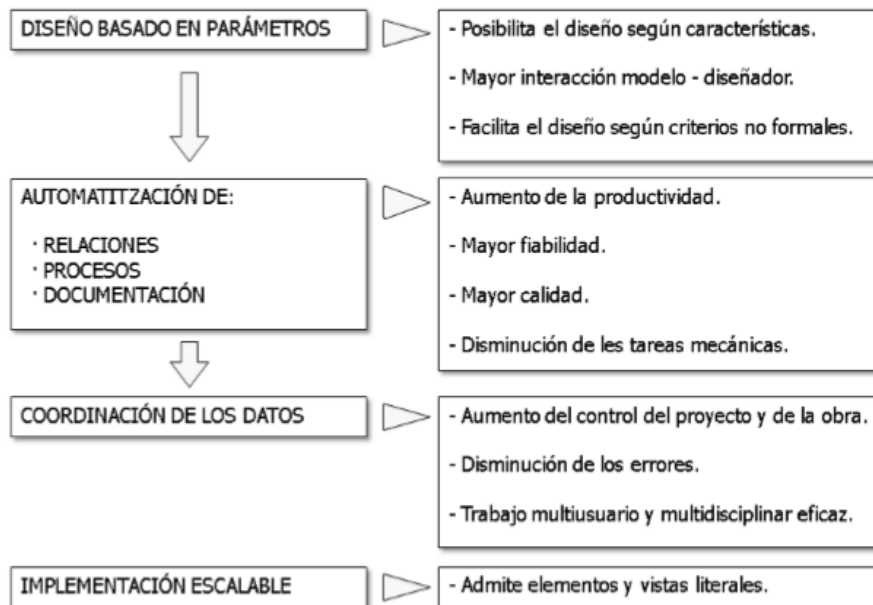 DISEÑO BASADO EN PARÁMETROS
- Posibilita el diseño según características.
- Mayor interacción modelo - diseñador.
- Facilita el diseño según criterios no formales.
AUTOMATITZACIÓN DE:
· RELACIONES
· PROCESOS
· DOCUMENTACIÓN
- Aumento de la productividad.
- Mayor fiabilidad.
- Mayor calidad.
- Disminución de les tareas mecánicas.
COORDINACIÓN DE LOS DATOS
- Aumento del control del proyecto y de la obra.
- Disminución de los errores.
- Trabajo multiusuario y multidisciplinar eficaz.
IMPLEMENTACIÓN ESCALABLE
- Admite elementos y vistas literales.